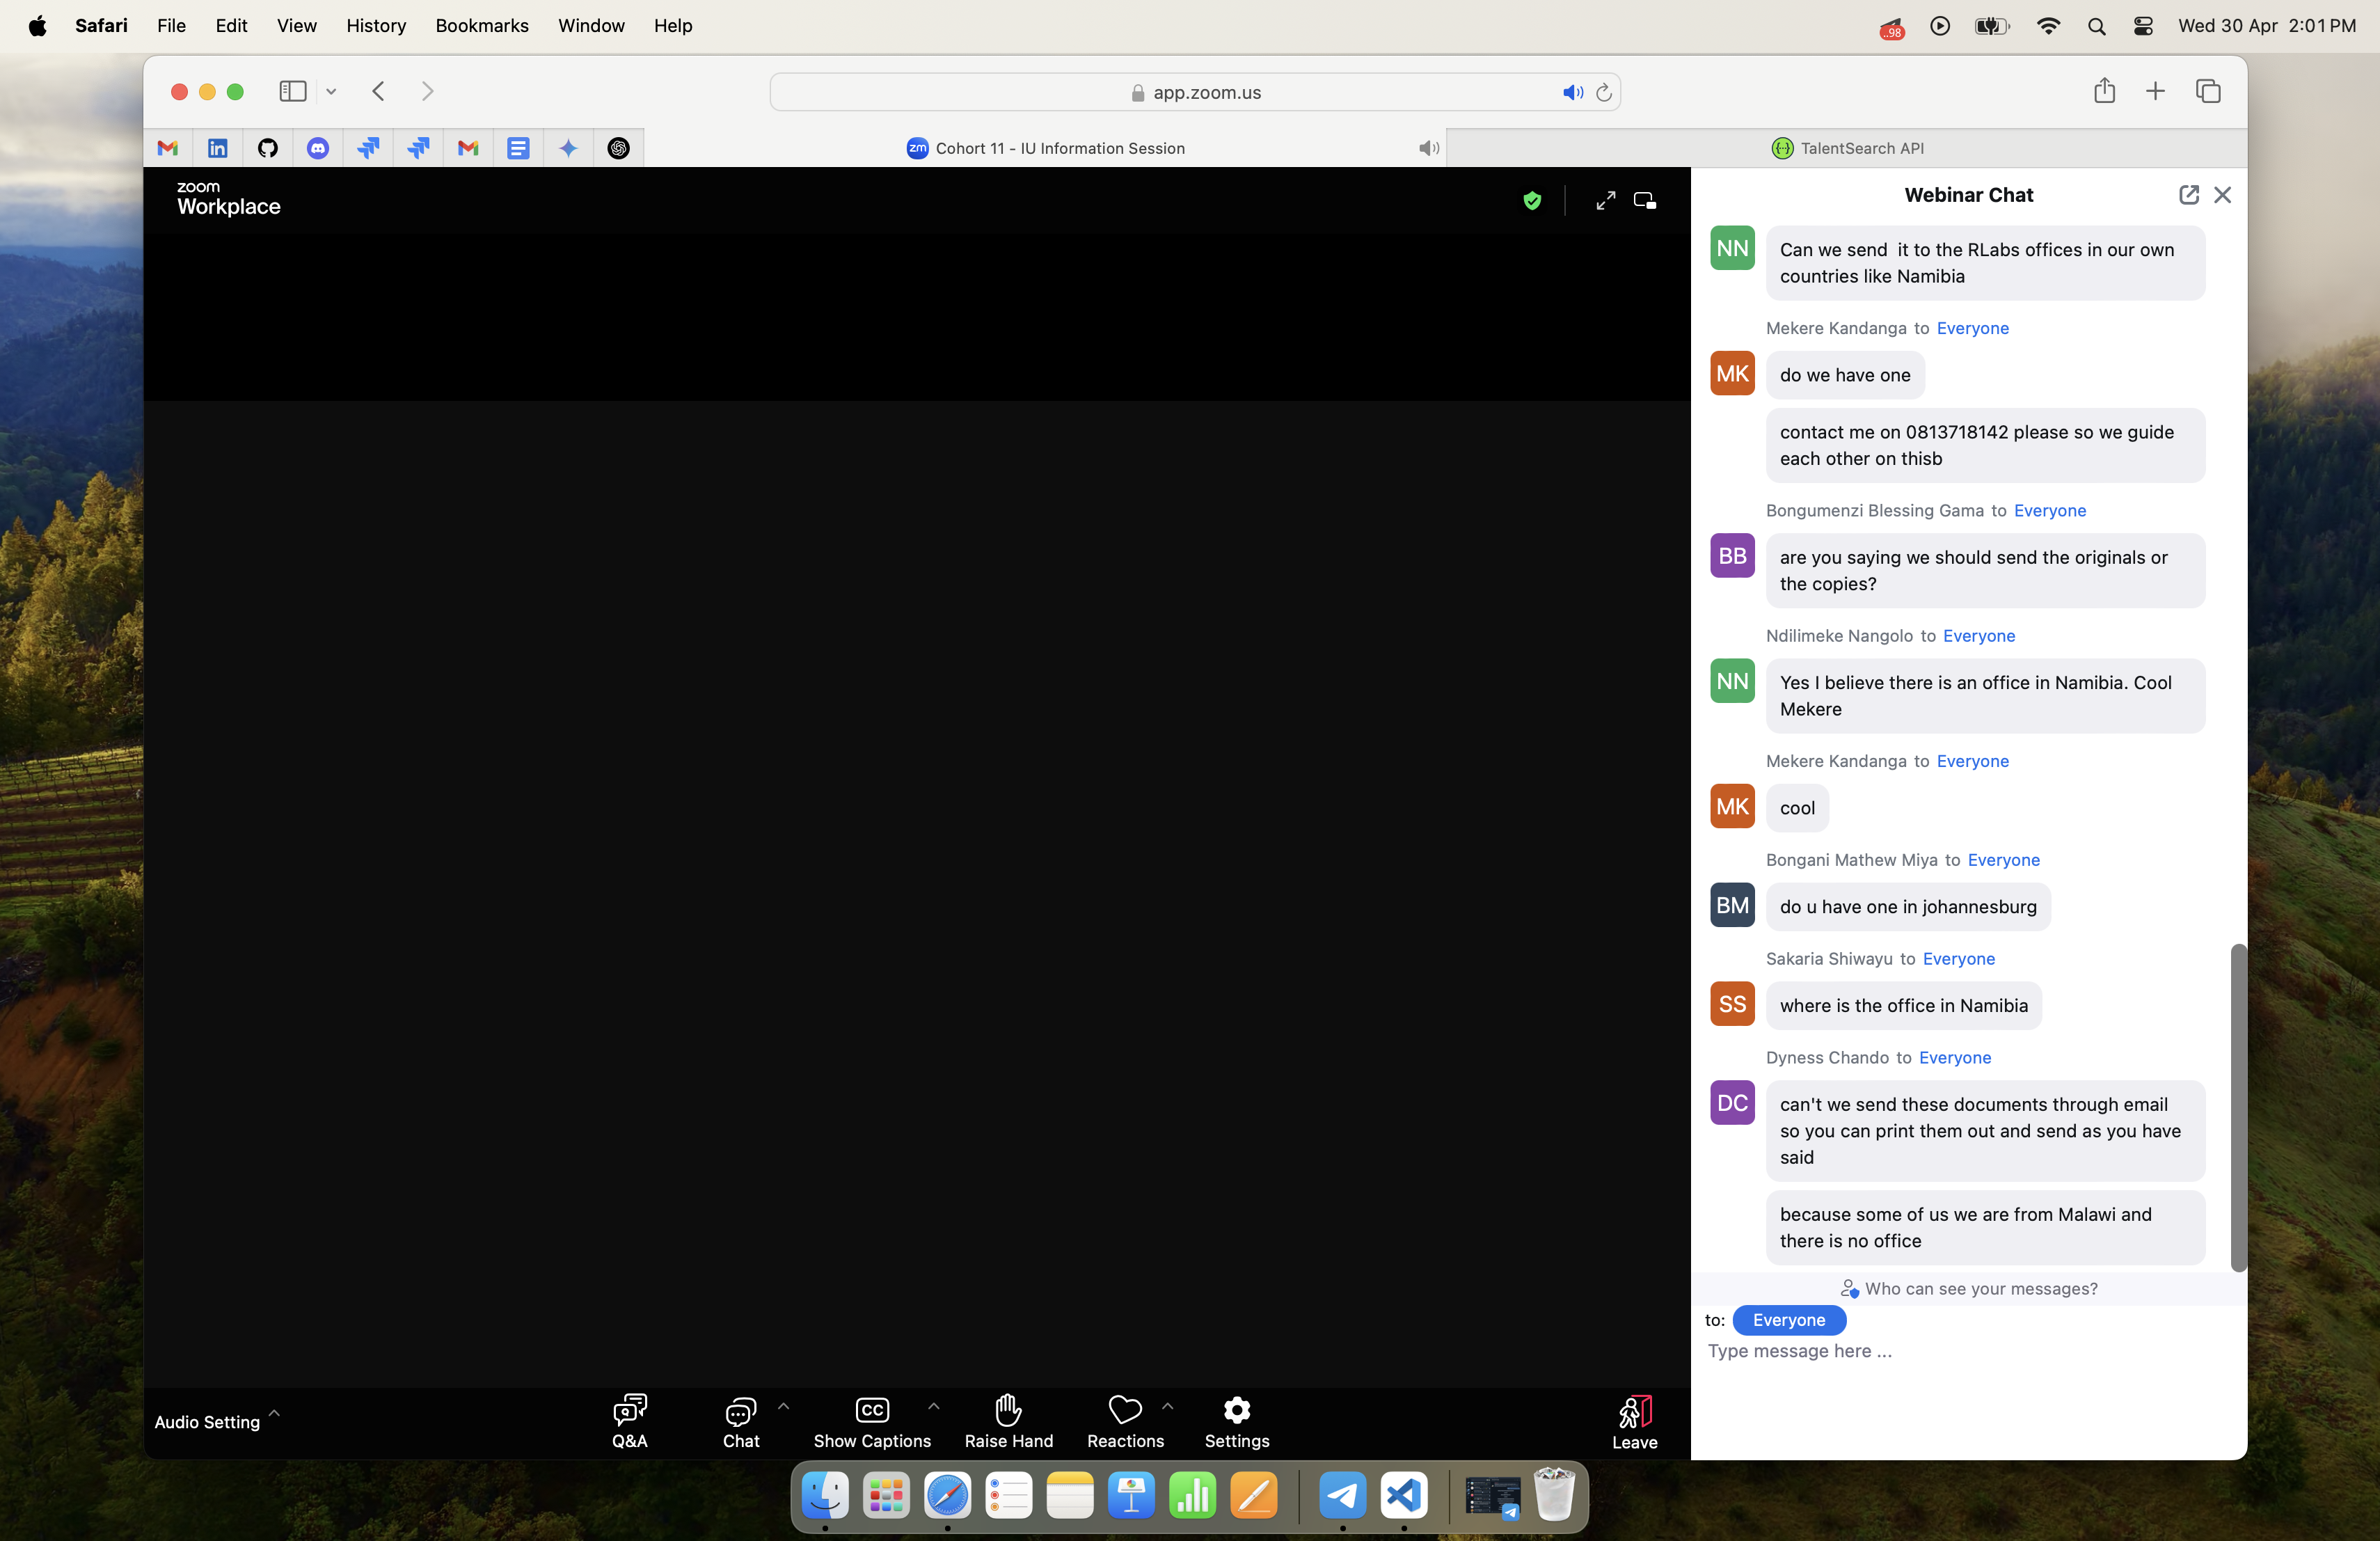 Safari File Edit View History Bookmarks Window Help
..98
Wed 30 Apr 2:01 PM
app.zoom.us
zm Cohort 11 - IU Information Session
TalentSearch API
zoom
Workplace
Webinar Chat
NN
Can we send it to the RLabs offices in our own
countries like Namibia
Mekere Kandanga to Everyone
MK
do we have one
contact me on 0813718142 please so we guide
each other on thisb
Bongumenzi Blessing Gama to Everyone
BB
are you saying we should send the originals or
the copies?
Ndilimeke Nangolo to Everyone
NN
Yes I believe there is an office in Namibia. Cool
Mekere
Mekere Kandanga to Everyone
MK
cool
Bongani Mathew Miya to Everyone
BM
do u have one in johannesburg
Sakaria Shiwayu to Everyone
SS
where is the office in Namibia
Dyness Chando to Everyone
DC
can't we send these documents through email
so you can print them out and send as you have
said
because some of us we are from Malawi and
there is no office
Who can see your messages?
to: Everyone
Type message here ...
Audio Setting
Q&A
Chat
CC
Show Captions
Raise Hand
Reactions
Settings
Leave